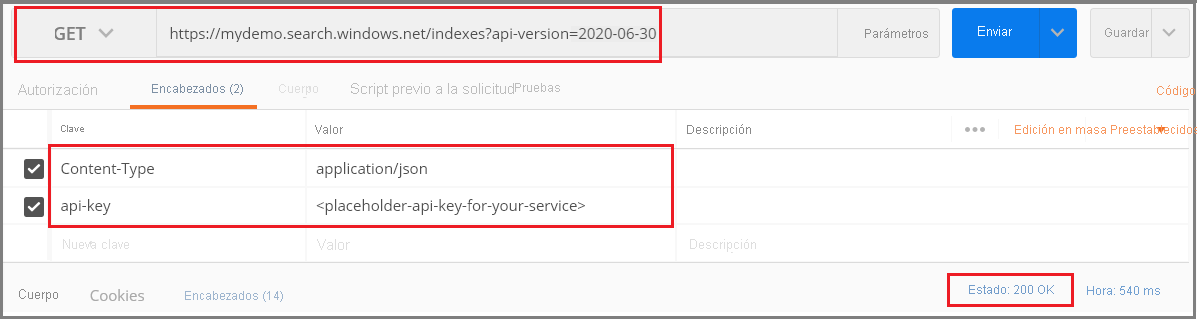 GET https://mydemo.search.windows.net/indexes?api-version=2020-06-30 Parámetros Enviar Guardar
Autorización Encabezados (2) Cuerpo Script previo a la solicitud Pruebas Código
Clave Valor Descripción ••• Edición en masa Preestablecidos
Content-Type application/json
api-key <placeholder-api-key-for-your-service>
Nueva clave Valor Descripción
Cuerpo Cookies Encabezados (14) Estado: 200 OK Hora: 540 ms